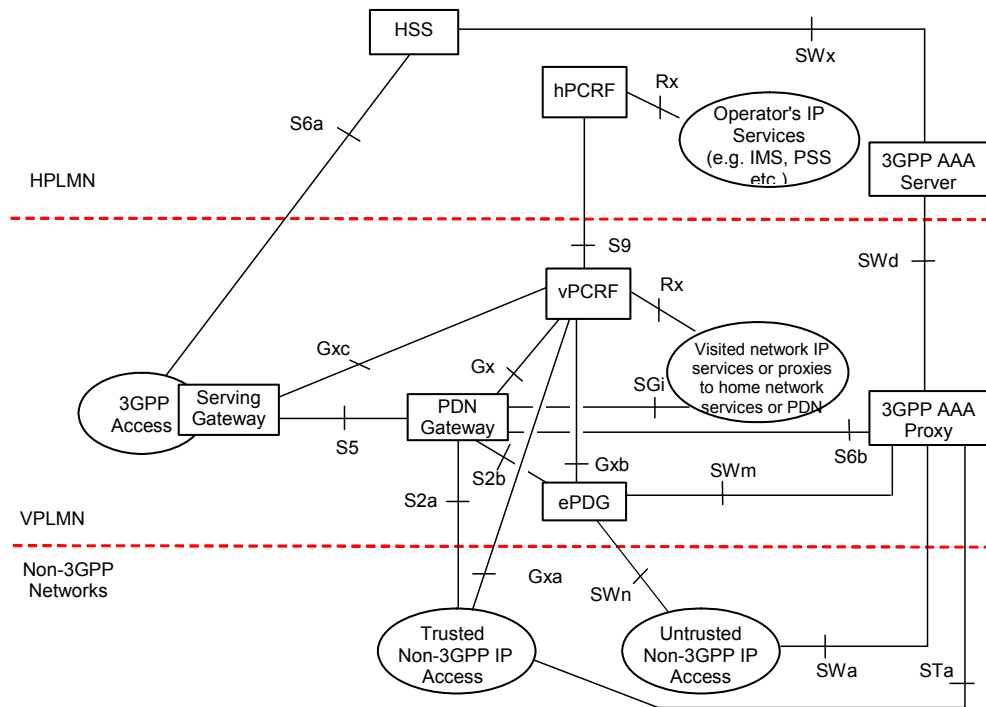 HSS
SWx
hPCRF
Rx
S6a
Operator's IP
Services
(e.g. IMS, PSS
etc.)
3GPP AAA
Server
HPLMN
S9
SWd
vPCRF
Rx
Gxc
Gx
Visited network IP
services or proxies
to home network
services or PDN
SGi
3GPP
Access
Serving
Gateway
PDN
Gateway
3GPP AAA
Proxy
S5
S6b
S2b
Gxb
SWm
S2a
ePDG
VPLMN
Non-3GPP
Networks
Gxa
SWn
Trusted
Non-3GPP IP
Access
Untrusted
Non-3GPP IP
Access
SWa
STa